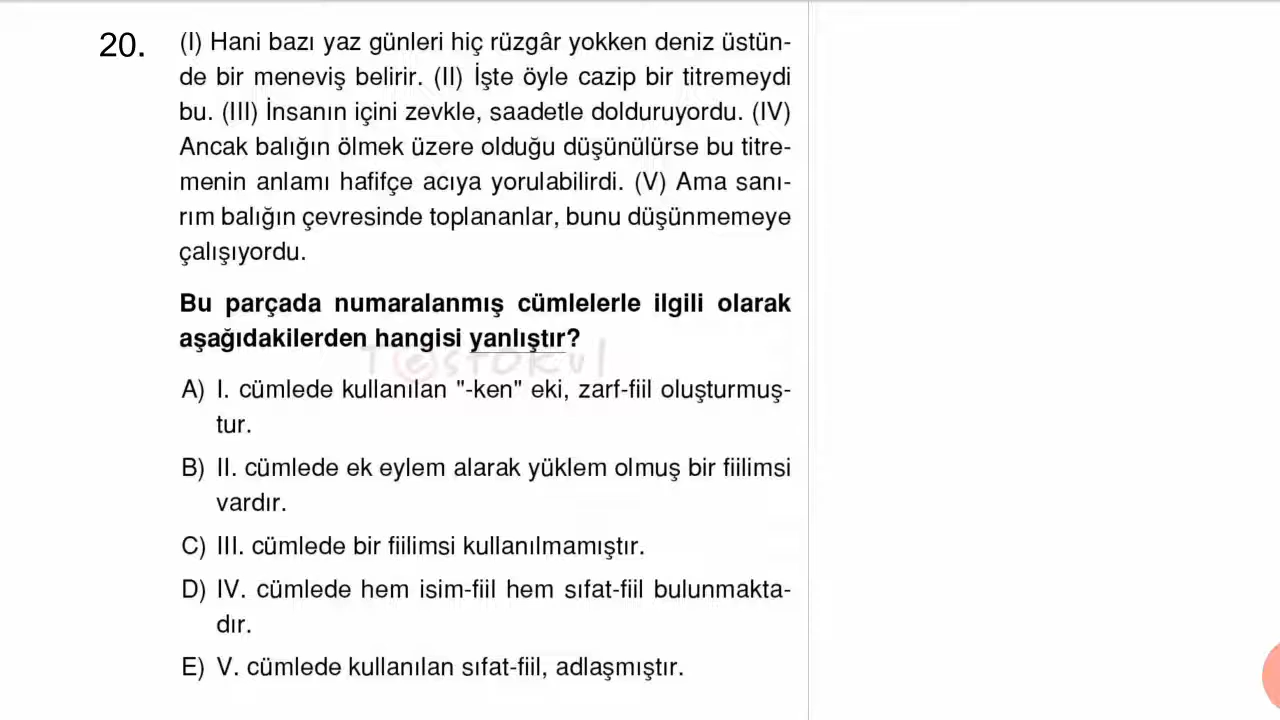 20.
(I) Hani bazı yaz günleri hiç rüzgâr yokken deniz üstün-
de bir meneviş belirir. (II) İşte öyle cazip bir titremeydi
bu. (III) İnsanın içini zevkle, saadetle dolduruyordu. (IV)
Ancak balığın ölmek üzere olduğu düşünülürse bu titre-
menin anlamı hafifçe acıya yorulabilirdi. (V) Ama sanı-
rım balığın çevresinde toplananlar, bunu düşünmemeye
çalışıyordu.
Bu parçada numaralanmış cümlelerle ilgili olarak
aşağıdakilerden hangisi yanlıştır?
T@stokul
A) I. cümlede kullanılan "-ken" eki, zarf-fiil oluşturmuş-
tur.
B) II. cümlede ek eylem alarak yüklem olmuş bir fiilimsi
vardır.
C) III. cümlede bir fiilimsi kullanılmamıştır.
D) IV. cümlede hem isim-fiil hem sıfat-fiil bulunmakta-
dır.
E) V. cümlede kullanılan sıfat-fiil, adlaşmıştır.